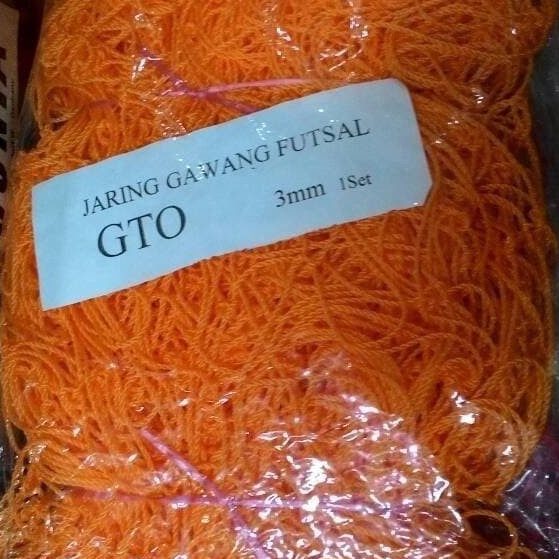 JARING GAWANG FUTSAL
GTO 3mm 1Set